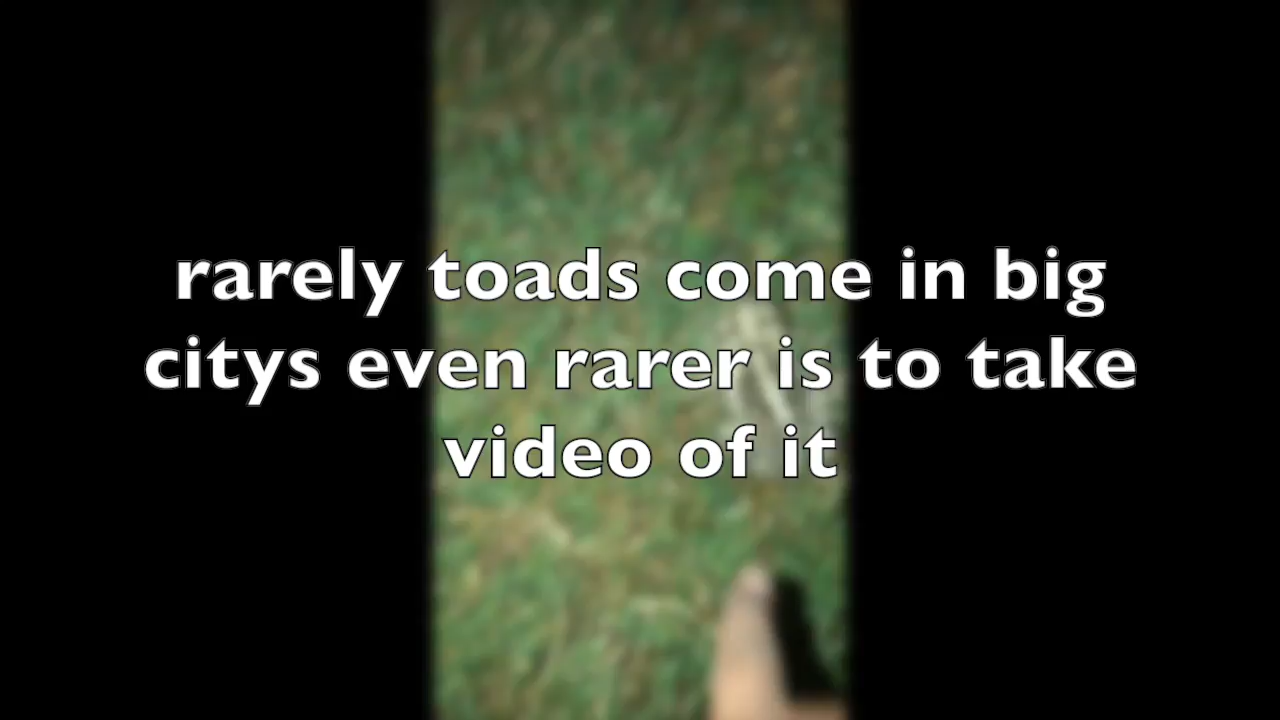 rarely toads come in big
citys even rarer is to take
video of it